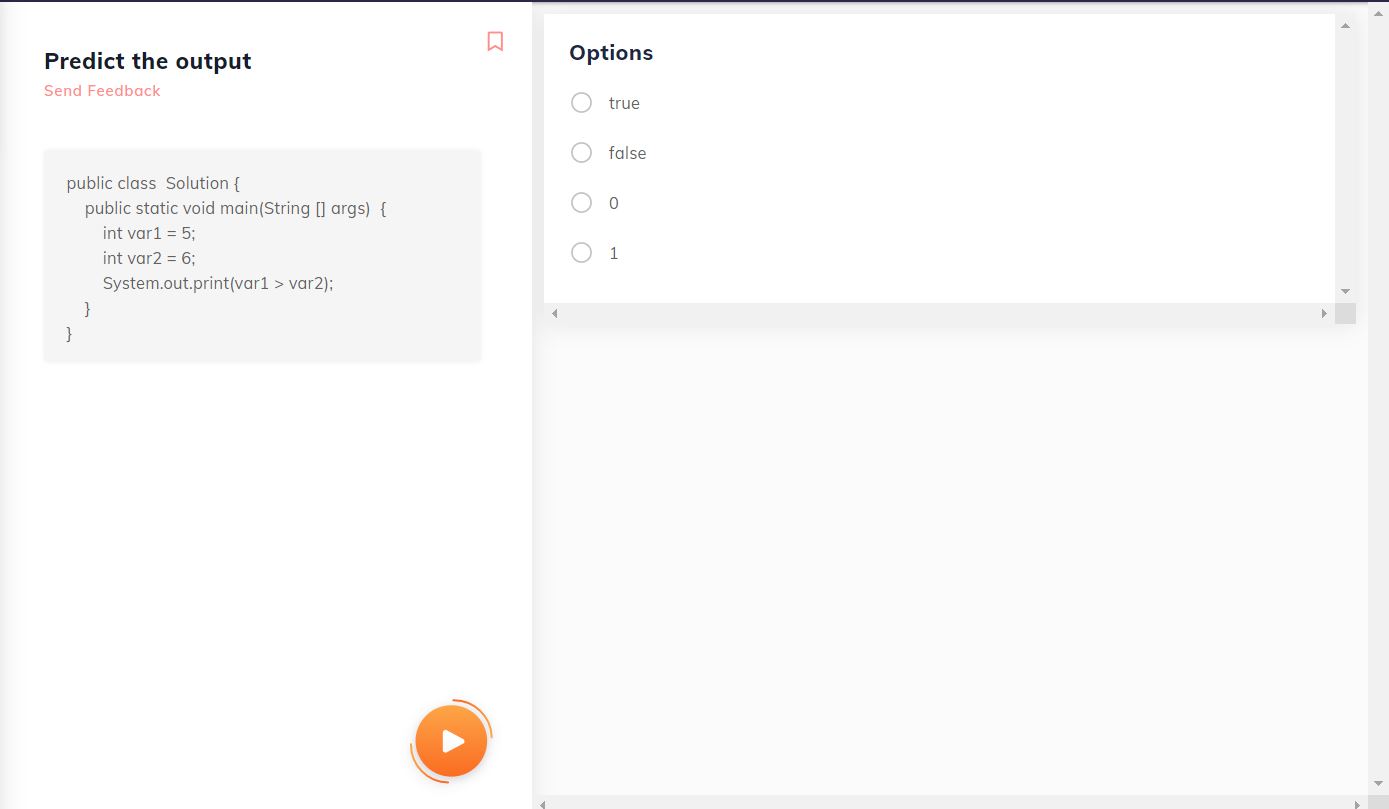 Predict the output
Send Feedback
public class  Solution {
    public static void main(String [] args)  {
        int var1 = 5;
        int var2 = 6;
        System.out.print(var1 > var2);
    }
}
Options
true
false
0
1